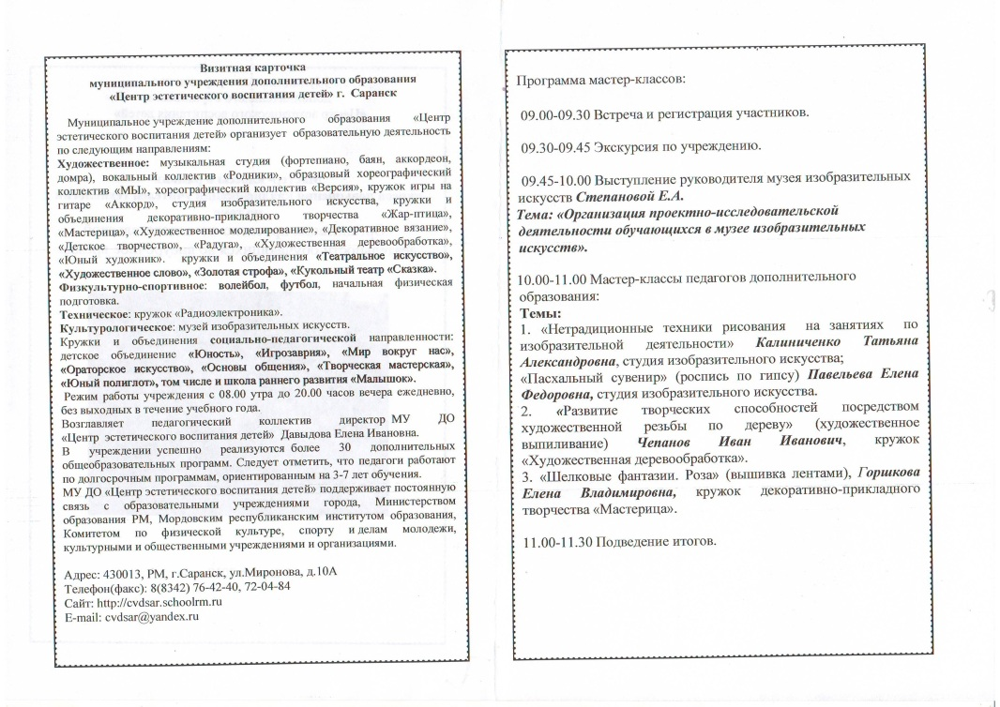 Визитная карточка
муниципального учреждения дополнительного образования
«Центр эстетического воспитания детей» г. Саранск
Муниципальное учреждение дополнительного образования «Центр
эстетического воспитания детей» организует образовательную деятельность
по следующим направлениям:
Художественное: музыкальная студия (фортепиано, баян, аккордеон,
домра), вокальный коллектив «Родники», образцовый хореографический
коллектив «МЫ», хореографический коллектив «Версия», кружок игры на
гитаре «Аккорд», студия изобразительного искусства, кружки и
объединения декоративно-прикладного творчества «Жар-птица»,
«Мастерица», «Художественное моделирование», «Декоративное вязание»,
«Детское творчество», «Радуга», «Художественная деревообработка»,
«Юный художник». кружки и объединения «Театральное искусство»,
«Художественное слово», «Золотая строфа», «Кукольный театр «Сказка».
Физкультурно-спортивное: волейбол, футбол, начальная физическая
подготовка.
Техническое: кружок «Радиоэлектроника».
Культурологическое: музей изобразительных искусств.
Кружки и объединения социально-педагогической направленности:
детское объединение «Юность», «Игрозаврия», «Мир вокруг нас»,
«Ораторское искусство», «Основы общения», «Творческая мастерская»,
«Юный полиглот», том числе и школа раннего развития «Малышок».
Режим работы учреждения с 08.00 утра до 20.00 часов вечера ежедневно,
без выходных в течение учебного года.
Возглавляет педагогический коллектив директор МУ ДО
«Центр эстетического воспитания детей» Давыдова Елена Ивановна.
В учреждении успешно реализуются более 30 дополнительных
общеобразовательных программ. Следует отметить, что педагоги работают
по долгосрочным программам, ориентированным на 3-7 лет обучения.
МУ ДО «Центр эстетического воспитания детей» поддерживает постоянную
связь с образовательными учреждениями города, Министерством
образования РМ, Мордовским республиканским институтом образования,
Комитетом по физической культуре, спорту и делам молодежи,
культурными и общественными учреждениями и организациями.
Адрес: 430013, РМ, г.Саранск, ул.Миронова, д.10А
Телефон(факс): 8(8342) 76-42-40, 72-04-84
Сайт: http://cvdsar.schoolrm.ru
E-mail: cvdsar@yandex.ru
Программа мастер-классов:
09.00-09.30 Встреча и регистрация участников.
09.30-09.45 Экскурсия по учреждению.
09.45-10.00 Выступление руководителя музея изобразительных
искусств Степановой Е.А.
Тема: «Организация проектно-исследовательской
деятельности обучающихся в музее изобразительных
искусств».
10.00-11.00 Мастер-классы педагогов дополнительного
образования:
Темы:
1. «Нетрадиционные техники рисования на занятиях по
изобразительной деятельности» Калиниченко Татьяна
Александровна, студия изобразительного искусства;
«Пасхальный сувенир» (роспись по гипсу) Павельева Елена
Федоровна, студия изобразительного искусства.
2. «Развитие творческих способностей посредством
художественной резьбы по дереву» (художественное
выпиливание) Чепанов Иван Иванович, кружок
«Художественная деревообработка».
3. «Шелковые фантазии. Роза» (вышивка лентами), Горшкова
Елена Владимировна, кружок декоративно-прикладного
творчества «Мастерица».
11.00-11.30 Подведение итогов.